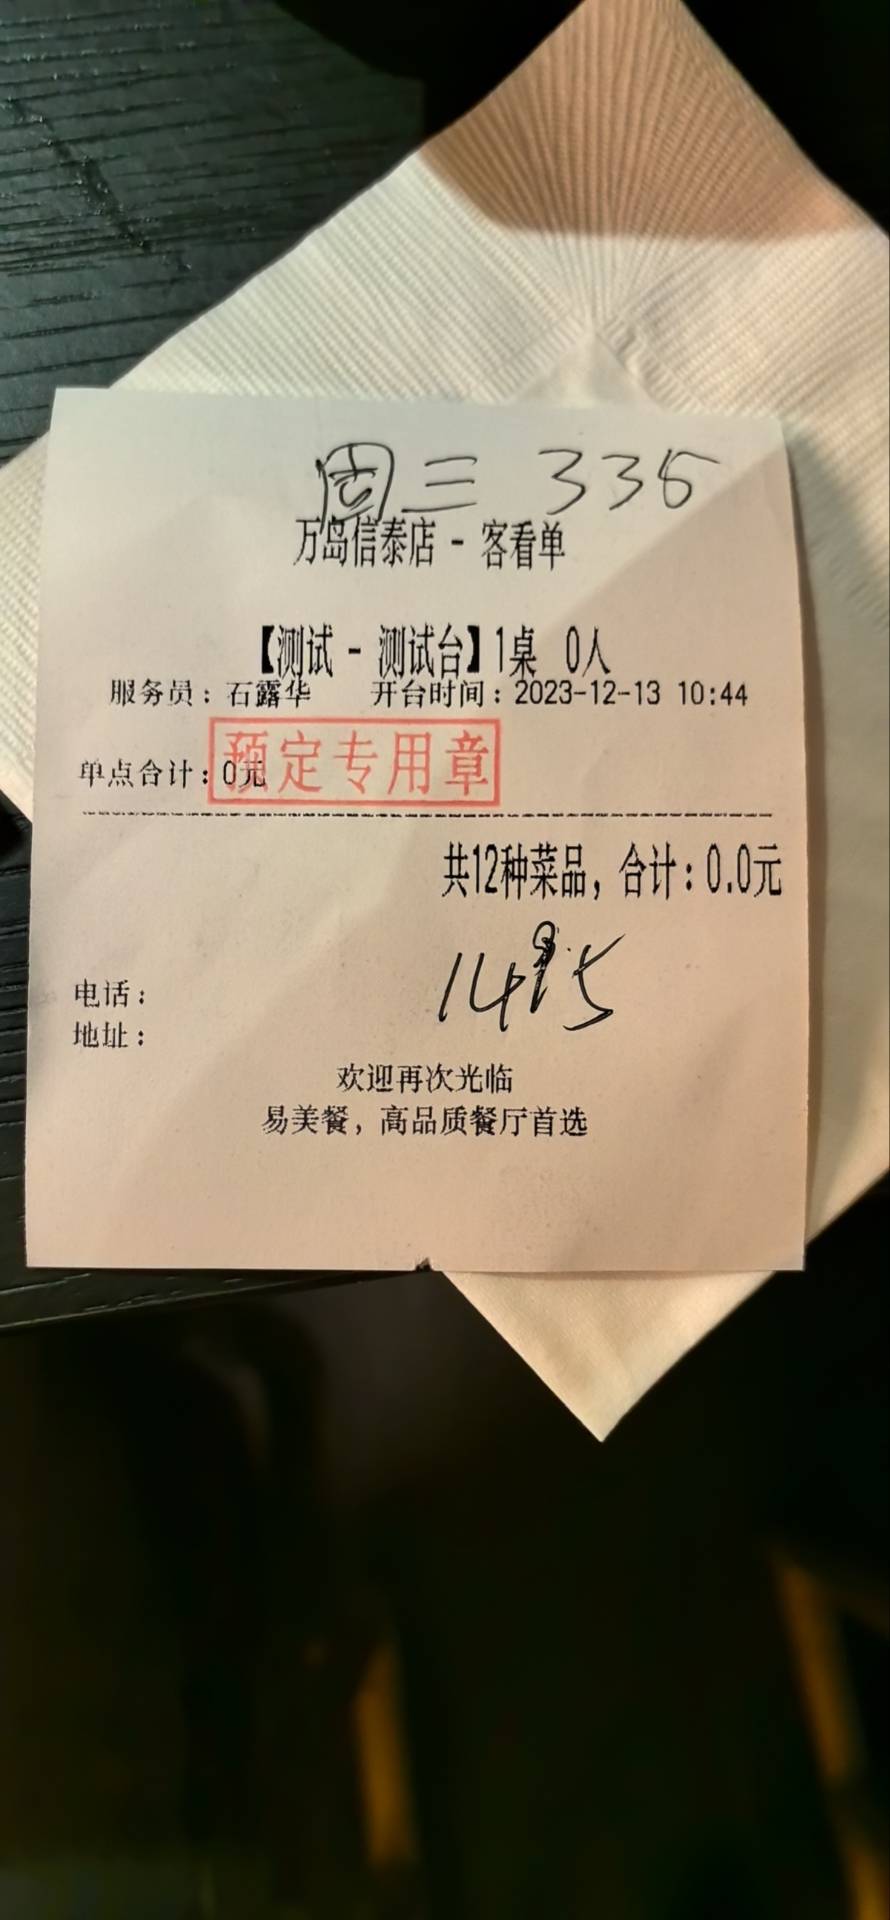 周三 335
万岛信泰店 - 客看单
【测试 - 测试台】1桌 0人
服务员：石露华 开台时间：2023-12-13 10:44
单点合计：0元
预定专用章
共12种菜品，合计：0.0元
电话：
地址：
欢迎再次光临
易美餐，高品质餐厅首选